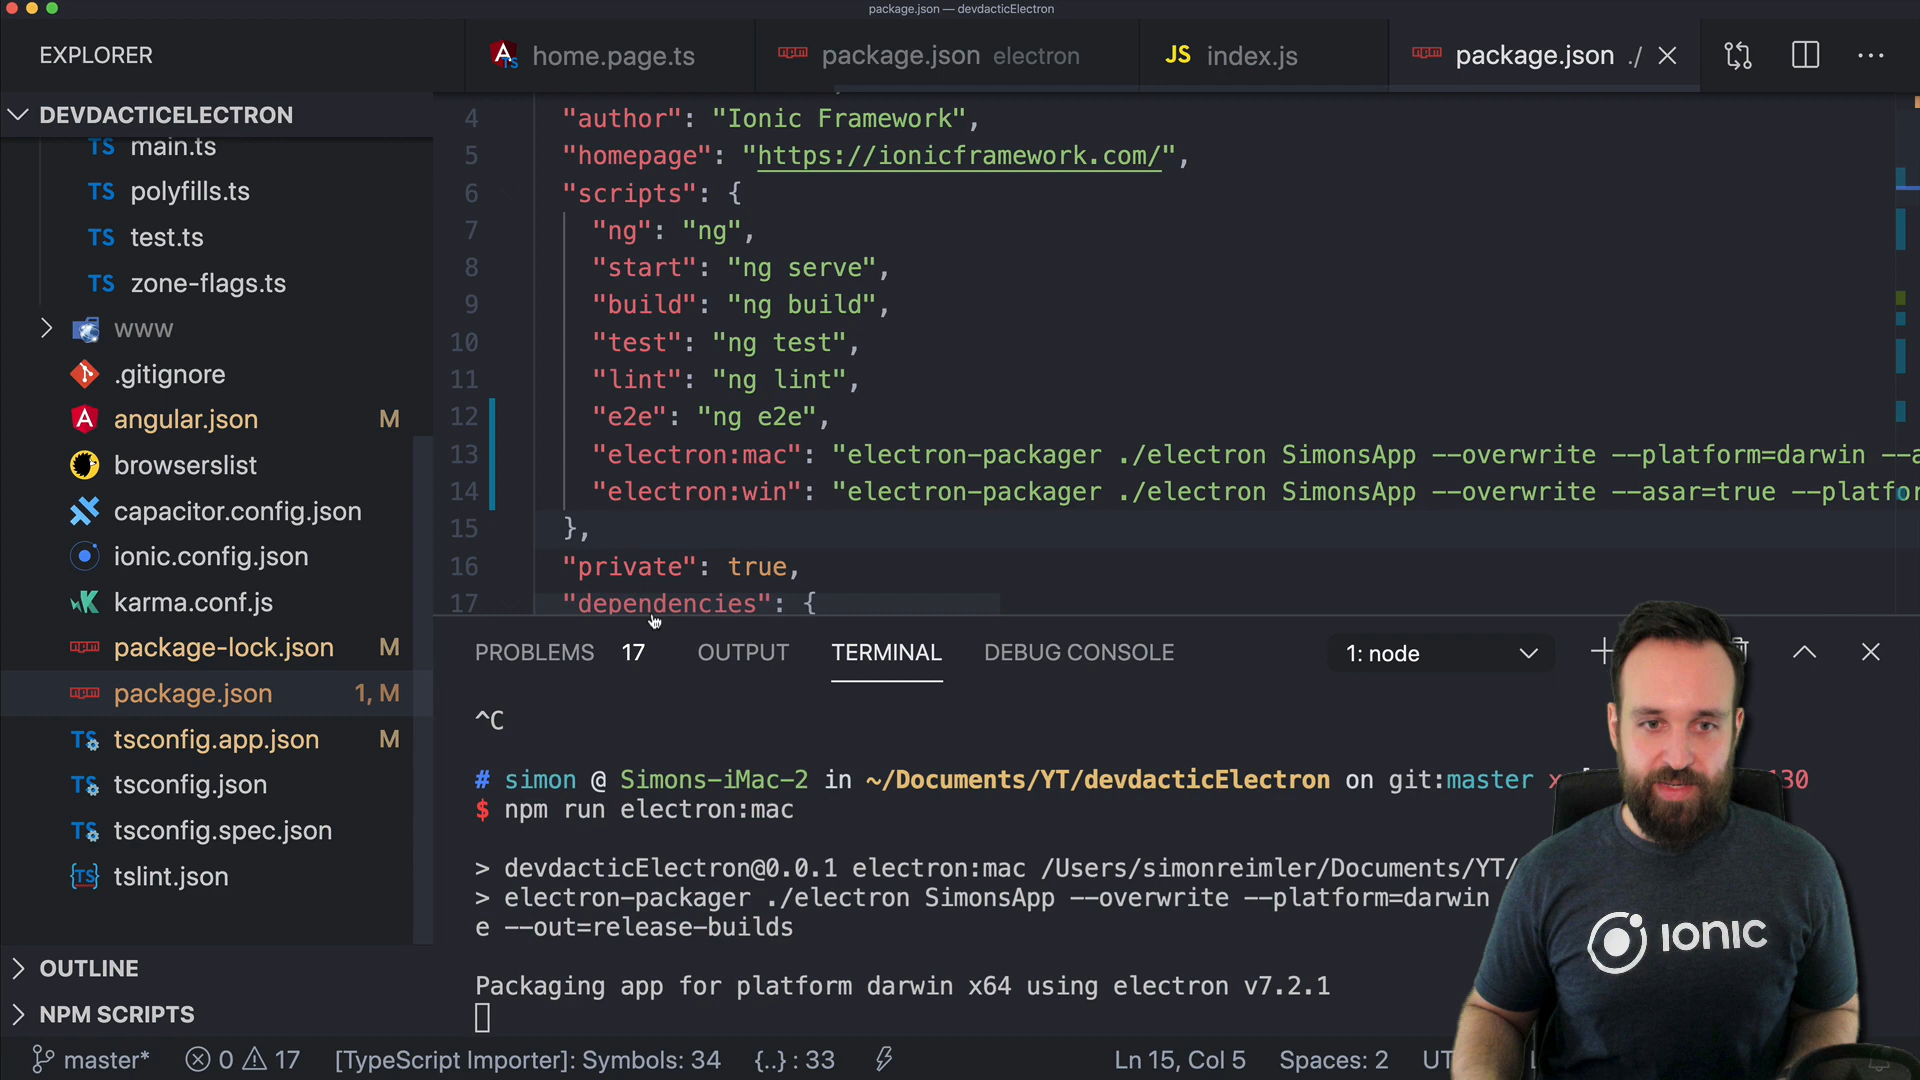 package.json — devdacticElectron
EXPLORER
home.page.ts
package.json electron
JS index.js
package.json ./
DEVDACTICELECTRON
TS main.ts
TS polyfills.ts
TS test.ts
TS zone-flags.ts
www
.gitignore
angular.json M
browserslist
capacitor.config.json
ionic.config.json
karma.conf.js
package-lock.json M
package.json 1, M
tsconfig.app.json M
tsconfig.json
tsconfig.spec.json
tslint.json
OUTLINE
NPM SCRIPTS
4 "author": "Ionic Framework",
5 "homepage": "https://ionicframework.com/",
6 "scripts": {
7 "ng": "ng",
8 "start": "ng serve",
9 "build": "ng build",
10 "test": "ng test",
11 "lint": "ng lint",
12 "e2e": "ng e2e",
13 "electron:mac": "electron-packager ./electron SimonsApp --overwrite --platform=darwin --a
14 "electron:win": "electron-packager ./electron SimonsApp --overwrite --asar=true --platfor
15 },
16 "private": true,
17 "dependencies": {
PROBLEMS 17 OUTPUT TERMINAL DEBUG CONSOLE 1: node
^C
# simon @ Simons-iMac-2 in ~/Documents/YT/devdacticElectron on git:master x [ 130
$ npm run electron:mac
> devdacticElectron@0.0.1 electron:mac /Users/simonreimler/Documents/YT/
> electron-packager ./electron SimonsApp --overwrite --platform=darwin
e --out=release-builds
Packaging app for platform darwin x64 using electron v7.2.1
IONIC
master* 0 17 [TypeScript Importer]: Symbols: 34 {..} : 33 Ln 15, Col 5 Spaces: 2 UT